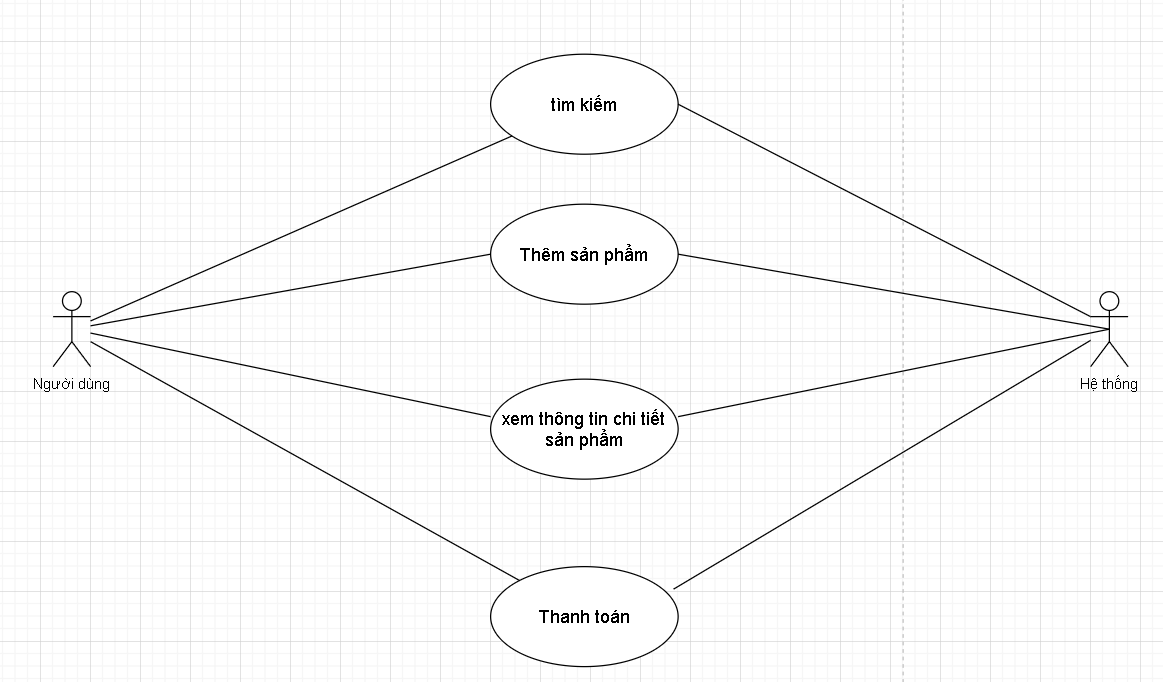 tìm kiếm
Thêm sản phẩm
Người dùng
Hệ thống
xem thông tin chi tiết
sản phẩm
Thanh toán